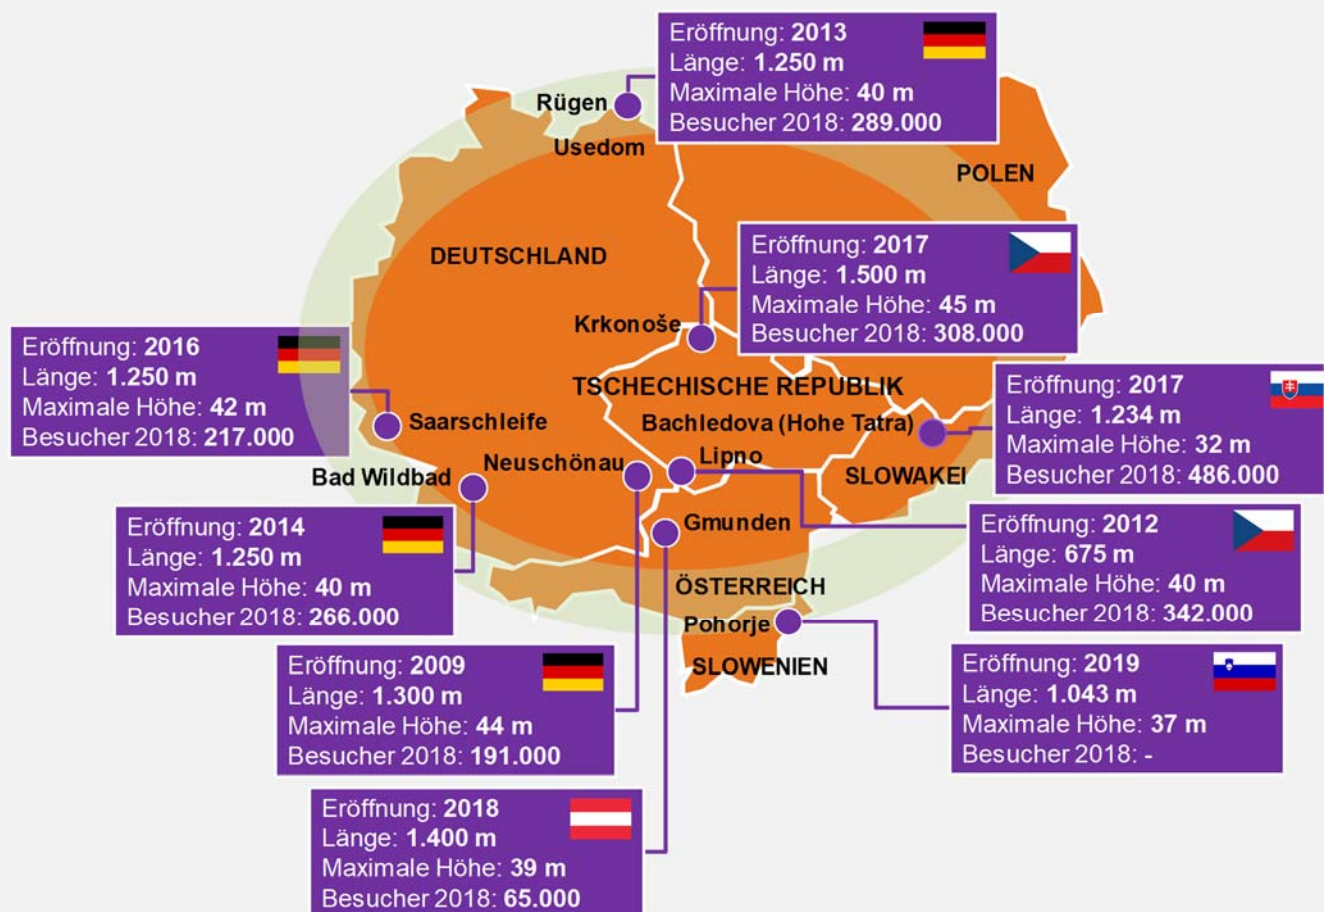 Eröffnung: 2013
Länge: 1.250 m
Maximale Höhe: 40 m
Besucher 2018: 289.000
Rügen
Usedom
POLEN
DEUTSCHLAND
Eröffnung: 2017
Länge: 1.500 m
Maximale Höhe: 45 m
Besucher 2018: 308.000
Krkonoše
Eröffnung: 2016
Länge: 1.250 m
Maximale Höhe: 42 m
Besucher 2018: 217.000
TSCHECHISCHE REPUBLIK
Eröffnung: 2017
Länge: 1.234 m
Maximale Höhe: 32 m
Besucher 2018: 486.000
Saarschleife
Bachledova (Hohe Tatra)
Neuschönau
Lipno
Bad Wildbad
SLOWAKEI
Eröffnung: 2014
Länge: 1.250 m
Maximale Höhe: 40 m
Besucher 2018: 266.000
Gmunden
Eröffnung: 2012
Länge: 675 m
Maximale Höhe: 40 m
Besucher 2018: 342.000
ÖSTERREICH
Pohorje
SLOWENIEN
Eröffnung: 2009
Länge: 1.300 m
Maximale Höhe: 44 m
Besucher 2018: 191.000
Eröffnung: 2019
Länge: 1.043 m
Maximale Höhe: 37 m
Besucher 2018: -
Eröffnung: 2018
Länge: 1.400 m
Maximale Höhe: 39 m
Besucher 2018: 65.000